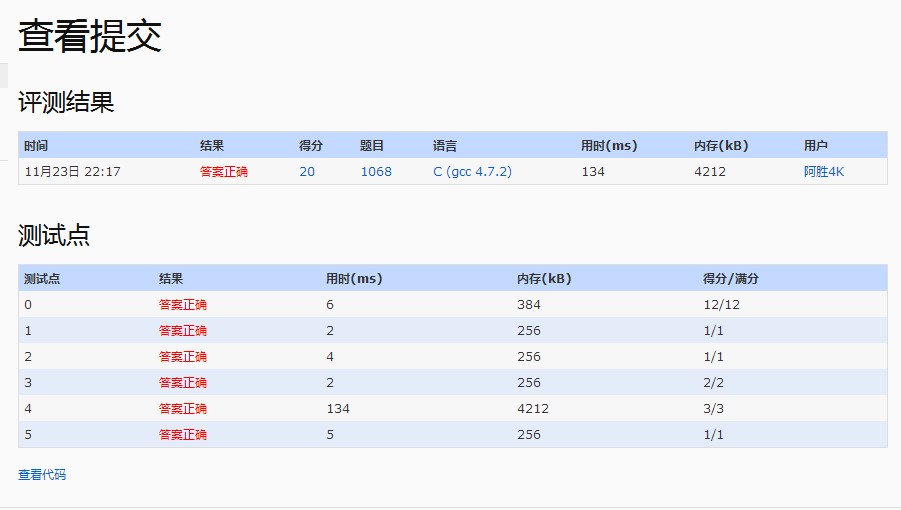 查看提交
评测结果
时间 结果 得分 题目 语言 用时(ms) 内存(kB) 用户
11月23日 22:17 答案正确 20 1068 C (gcc 4.7.2) 134 4212 阿胜4K
测试点
测试点 结果 用时(ms) 内存(kB) 得分/满分
0 答案正确 6 384 12/12
1 答案正确 2 256 1/1
2 答案正确 4 256 1/1
3 答案正确 2 256 2/2
4 答案正确 134 4212 3/3
5 答案正确 5 256 1/1
查看代码